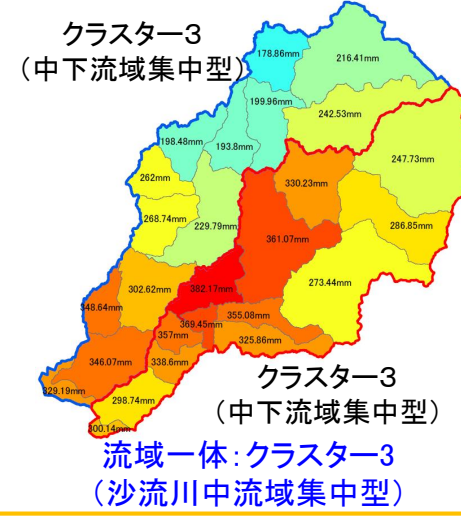 クラスター3
（中下流域集中型）
178.86mm
216.41mm
199.96mm
242.53mm
198.48mm
193.8mm
247.73mm
262mm
330.23mm
268.74mm
229.79mm
286.85mm
361.07mm
273.44mm
302.62mm
382.17mm
348.64mm
355.08mm
369.45mm
357mm
325.86mm
346.07mm
338.6mm
329.19mm
298.74mm
300.14mm
クラスター3
（中下流域集中型）
流域一体：クラスター3
（沙流川中流域集中型）